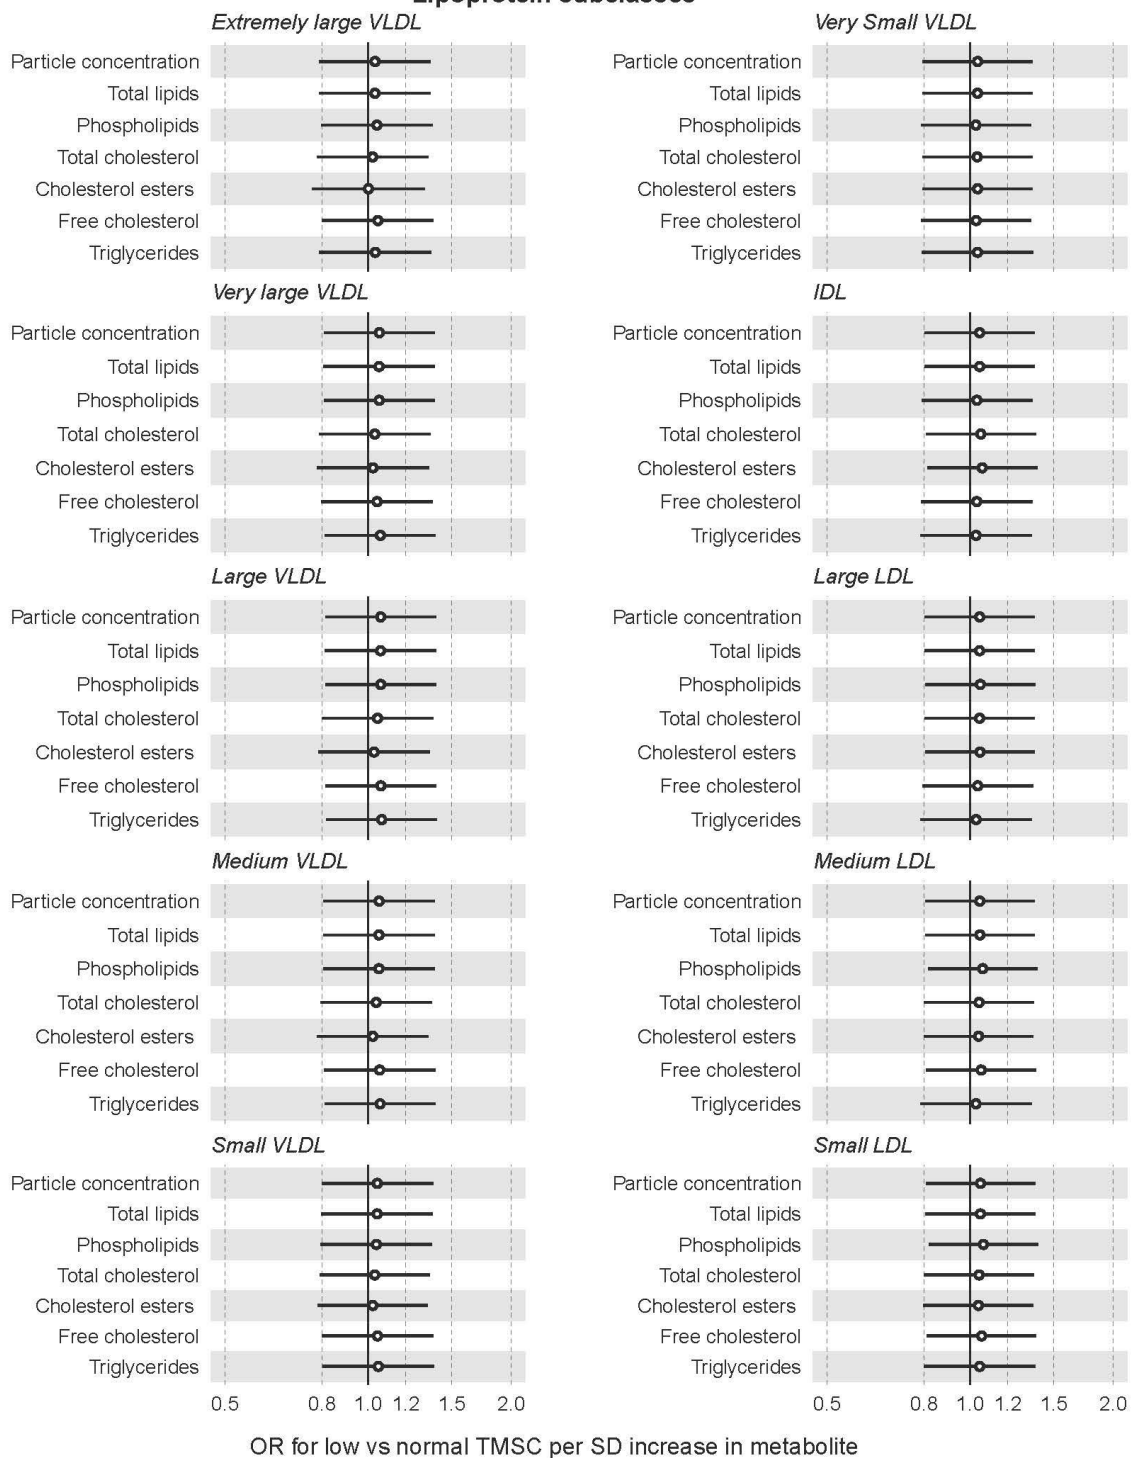 Lipoprotein subclasses
Extremely large VLDL
Particle concentration
Total lipids
Phospholipids
Total cholesterol
Cholesterol esters
Free cholesterol
Triglycerides
Very large VLDL
Particle concentration
Total lipids
Phospholipids
Total cholesterol
Cholesterol esters
Free cholesterol
Triglycerides
Large VLDL
Particle concentration
Total lipids
Phospholipids
Total cholesterol
Cholesterol esters
Free cholesterol
Triglycerides
Medium VLDL
Particle concentration
Total lipids
Phospholipids
Total cholesterol
Cholesterol esters
Free cholesterol
Triglycerides
Small VLDL
Particle concentration
Total lipids
Phospholipids
Total cholesterol
Cholesterol esters
Free cholesterol
Triglycerides
0.5 0.8 1.0 1.2 1.5 2.0
Very Small VLDL
Particle concentration
Total lipids
Phospholipids
Total cholesterol
Cholesterol esters
Free cholesterol
Triglycerides
IDL
Particle concentration
Total lipids
Phospholipids
Total cholesterol
Cholesterol esters
Free cholesterol
Triglycerides
Large LDL
Particle concentration
Total lipids
Phospholipids
Total cholesterol
Cholesterol esters
Free cholesterol
Triglycerides
Medium LDL
Particle concentration
Total lipids
Phospholipids
Total cholesterol
Cholesterol esters
Free cholesterol
Triglycerides
Small LDL
Particle concentration
Total lipids
Phospholipids
Total cholesterol
Cholesterol esters
Free cholesterol
Triglycerides
0.5 0.8 1.0 1.2 1.5 2.0
OR for low vs normal TMSC per SD increase in metabolite